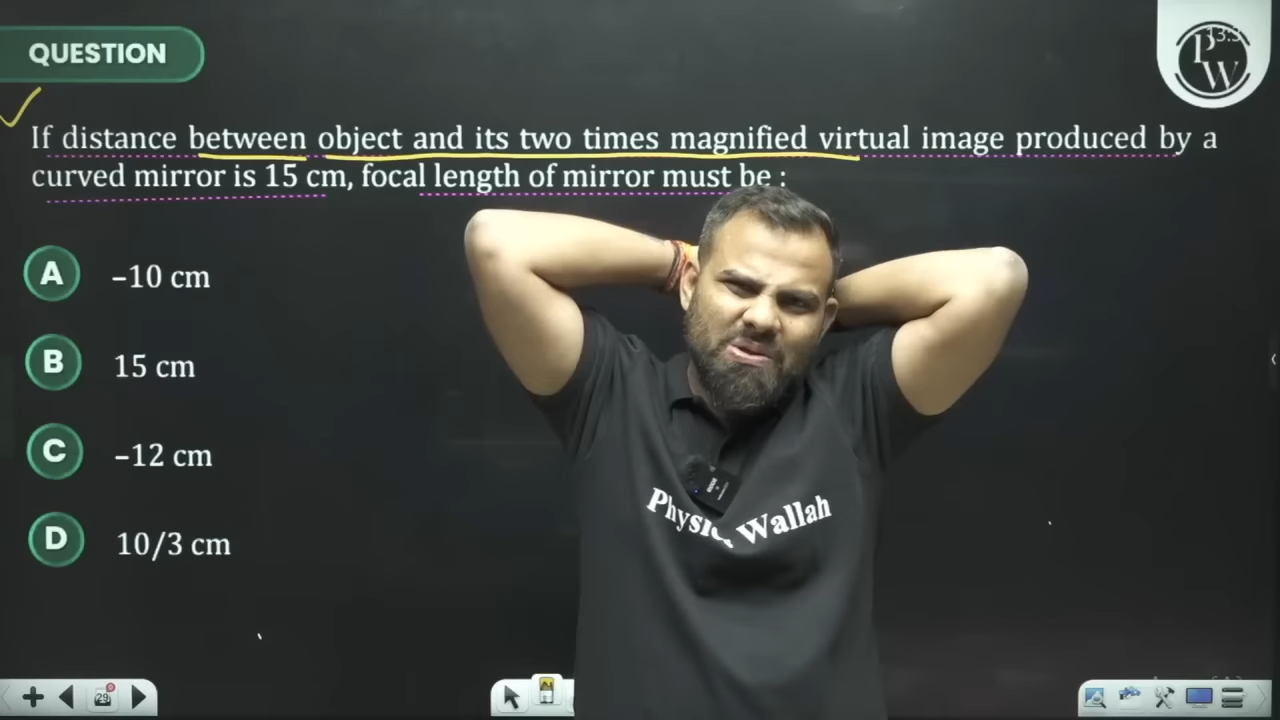 QUESTION
PW
If distance between object and its two times magnified virtual image produced by a
curved mirror is 15 cm, focal length of mirror must be :
A –10 cm
B 15 cm
C –12 cm
D 10/3 cm
Wallah
29